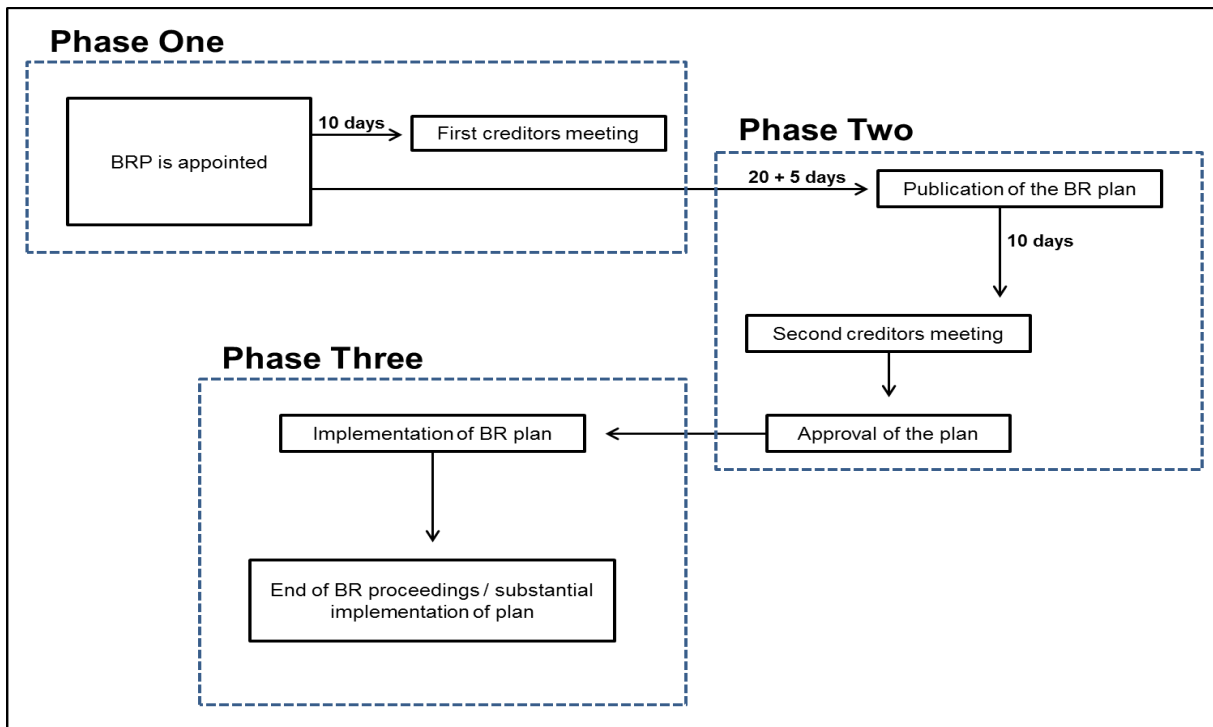 Phase One
BRP is appointed
10 days
First creditors meeting
Phase Two
20 + 5 days
Publication of the BR plan
10 days
Second creditors meeting
Approval of the plan
Phase Three
Implementation of BR plan
End of BR proceedings / substantial
implementation of plan